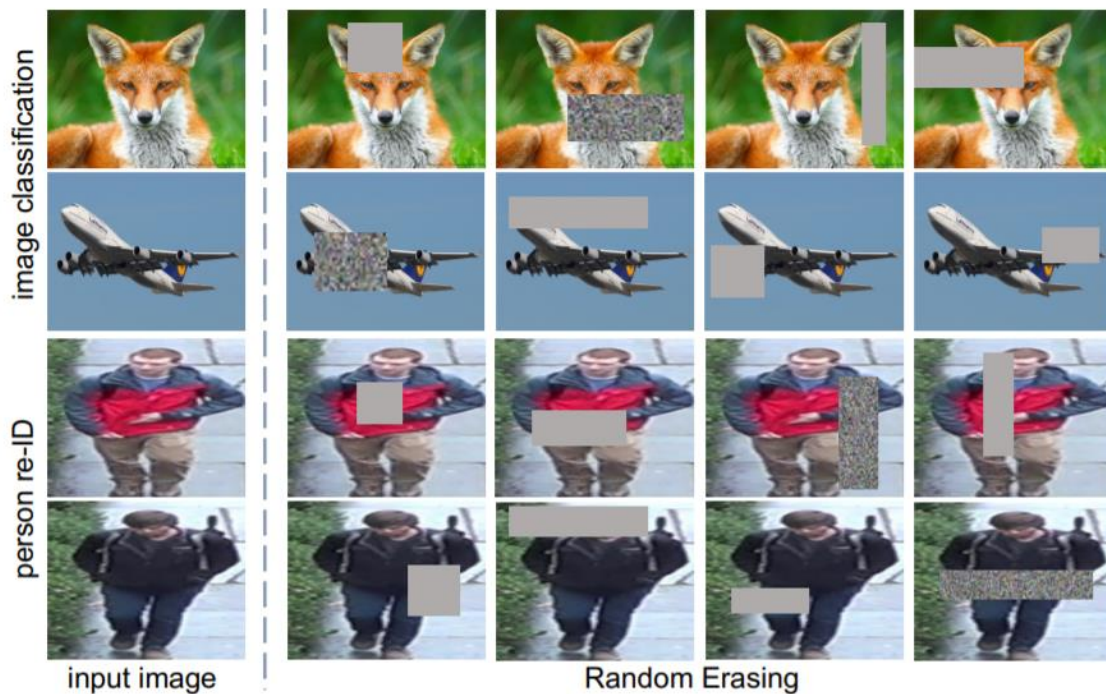 image classification
person re-ID
input image
Random Erasing